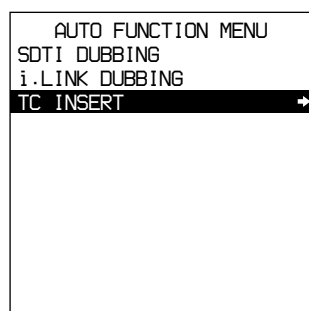 AUTO FUNCTION MENU
SDTI DUBBING
i.LINK DUBBING
TC INSERT ➡